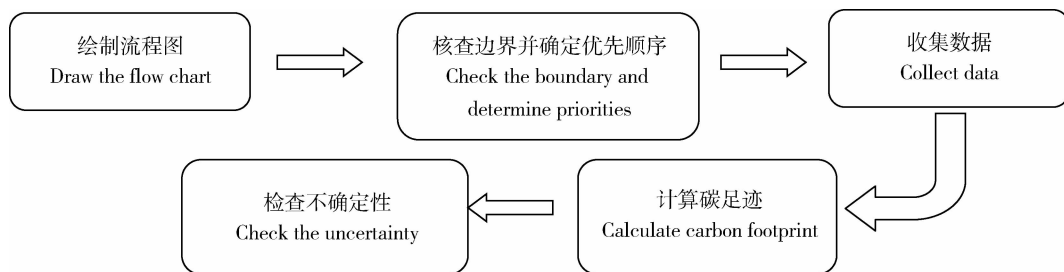 绘制流程图
Draw the flow chart
核查边界并确定优先顺序
Check the boundary and
determine priorities
收集数据
Collect data
计算碳足迹
Calculate carbon footprint
检查不确定性
Check the uncertainty